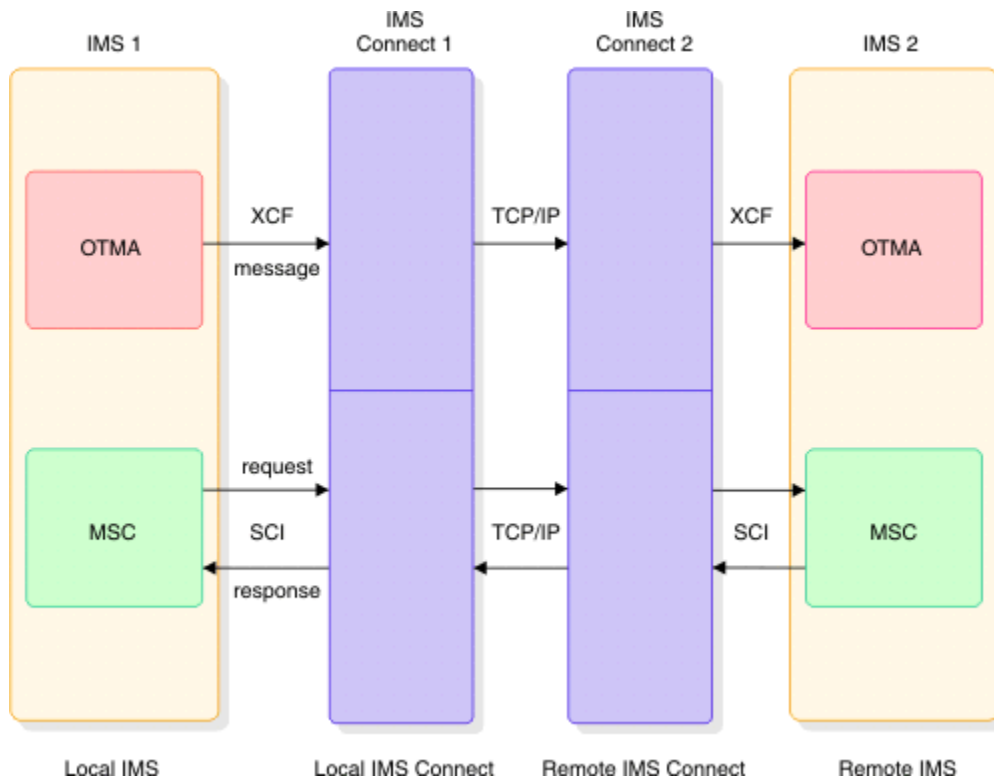 IMS 1
IMS
Connect 1
IMS
Connect 2
IMS 2
OTMA
XCF
message
TCP/IP
XCF
OTMA
MSC
request
SCI
response
TCP/IP
SCI
MSC
Local IMS
Local IMS Connect
Remote IMS Connect
Remote IMS